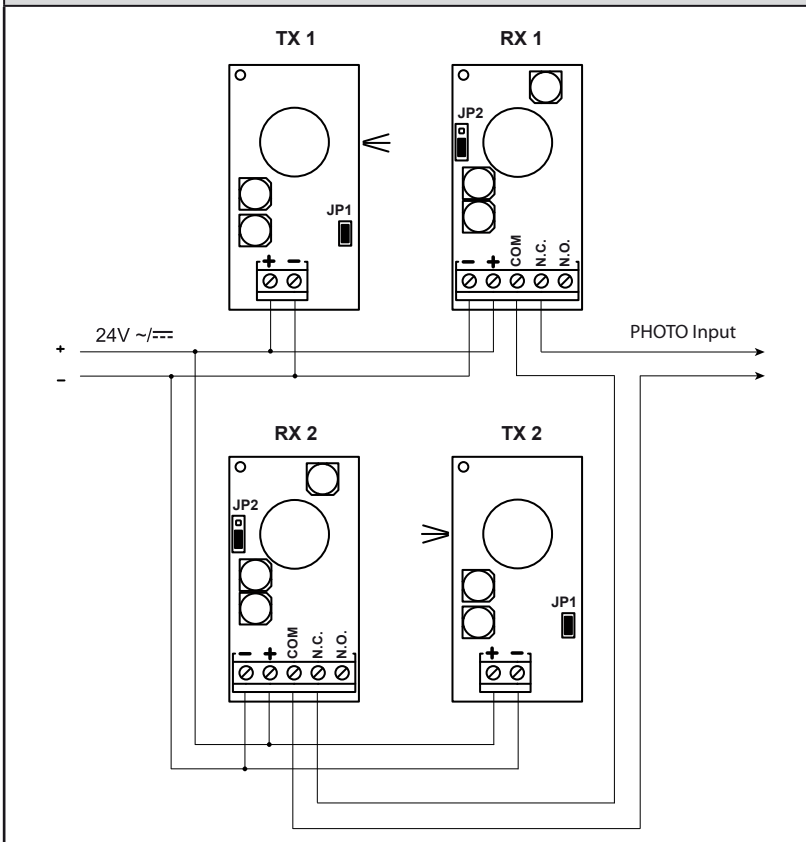 TX 1
RX 1
JP2
JP1
+ −
− + COM N.C. N.O.
+ 24V ~/⎓
PHOTO Input
−
RX 2
TX 2
JP2
JP1
− + COM N.C. N.O.
+ −